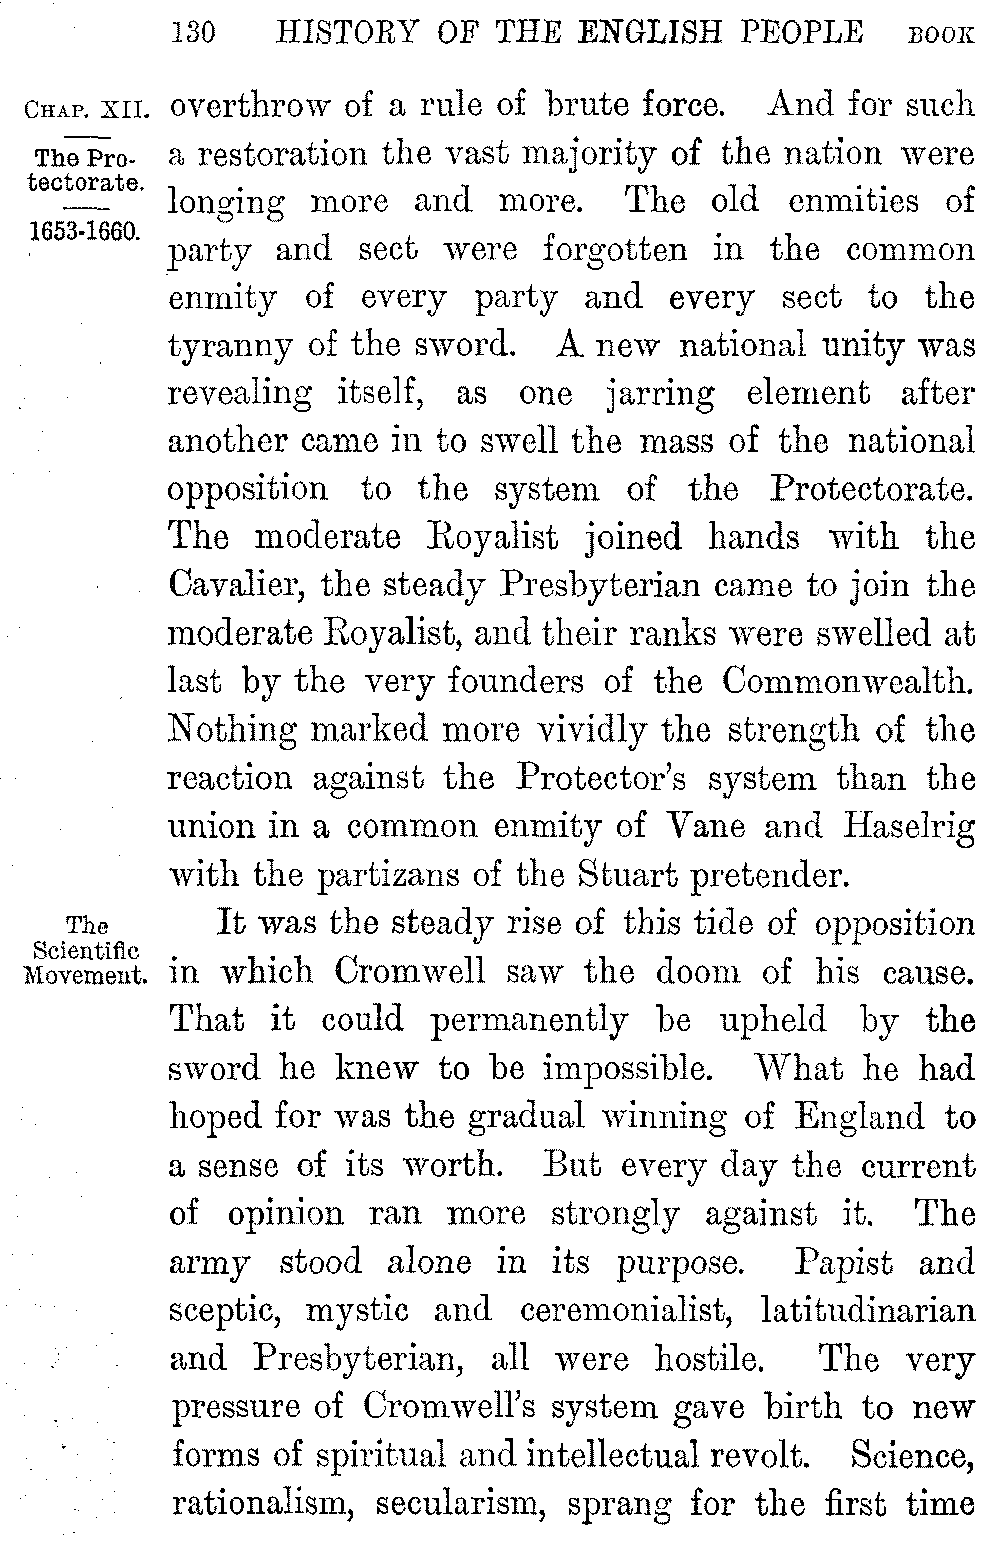 130 HISTORY OF THE ENGLISH PEOPLE BOOK
CHAP. XII.
The Pro-
tectorate.
1653-1660.
overthrow of a rule of brute force. And for such
a restoration the vast majority of the nation were
longing more and more. The old enmities of
party and sect were forgotten in the common
enmity of every party and every sect to the
tyranny of the sword. A new national unity was
revealing itself, as one jarring element after
another came in to swell the mass of the national
opposition to the system of the Protectorate.
The moderate Royalist joined hands with the
Cavalier, the steady Presbyterian came to join the
moderate Royalist, and their ranks were swelled at
last by the very founders of the Commonwealth.
Nothing marked more vividly the strength of the
reaction against the Protector's system than the
union in a common enmity of Vane and Haselrig
with the partizans of the Stuart pretender.
The
Scientific
Movement.
It was the steady rise of this tide of opposition
in which Cromwell saw the doom of his cause.
That it could permanently be upheld by the
sword he knew to be impossible. What he had
hoped for was the gradual winning of England to
a sense of its worth. But every day the current
of opinion ran more strongly against it. The
army stood alone in its purpose. Papist and
sceptic, mystic and ceremonialist, latitudinarian
and Presbyterian, all were hostile. The very
pressure of Cromwell's system gave birth to new
forms of spiritual and intellectual revolt. Science,
rationalism, secularism, sprang for the first time